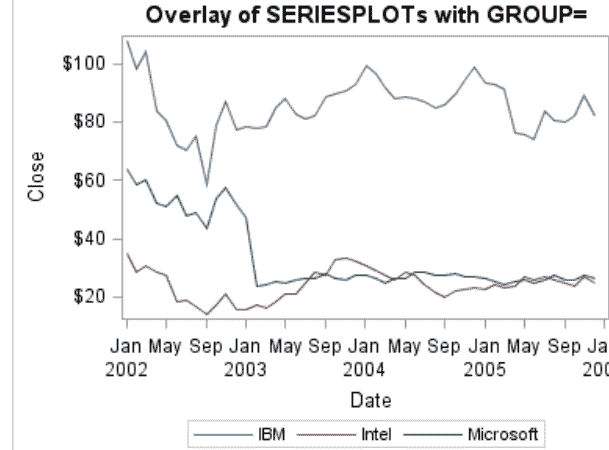 Overlay of SERIESPLOTs with GROUP=
$100
$80
$60
$40
$20
Close
Jan May Sep Jan May Sep Jan May Sep Jan May Sep Ja
2002 2003 2004 2005 200
Date
IBM Intel Microsoft